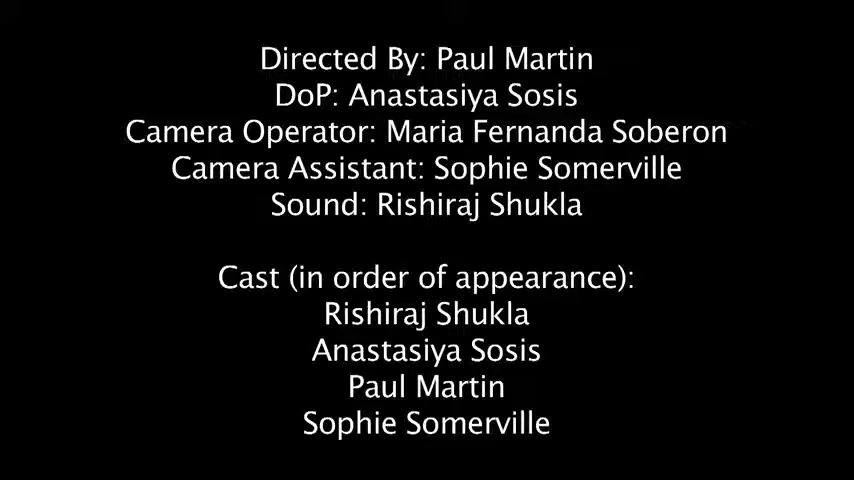 Directed By: Paul Martin
DoP: Anastasiya Sosis
Camera Operator: Maria Fernanda Soberon
Camera Assistant: Sophie Somerville
Sound: Rishiraj Shukla
Cast (in order of appearance):
Rishiraj Shukla
Anastasiya Sosis
Paul Martin
Sophie Somerville